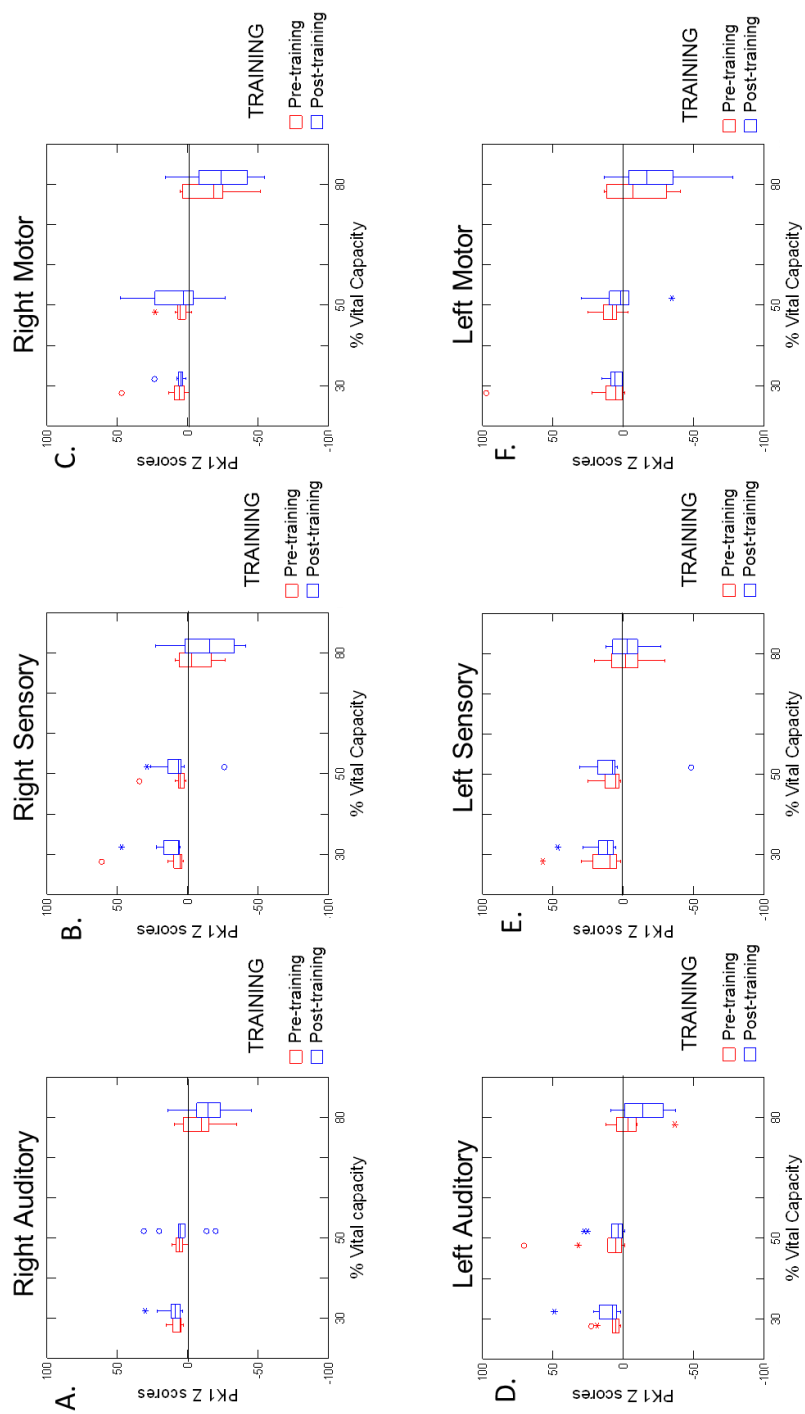 A.
Right Auditory
PK1 Z scores
100
50
0
-50
-100
30
50
80
% Vital capacity
TRAINING
Pre-training
Post-training
B.
Right Sensory
PK1 Z scores
100
50
0
-50
-100
30
50
80
% Vital Capacity
TRAINING
Pre-training
Post-training
C.
Right Motor
PK1 Z scores
100
50
0
-50
-100
30
50
80
% Vital Capacity
TRAINING
Pre-training
Post-training
D.
Left Auditory
PK1 Z scores
100
50
0
-50
-100
30
50
80
% Vital Capacity
TRAINING
Pre-training
Post-training
E.
Left Sensory
PK1 Z scores
100
50
0
-50
-100
30
50
80
% Vital Capacity
TRAINING
Pre-training
Post-training
F.
Left Motor
PK1 Z scores
100
50
0
-50
-100
30
50
80
% Vital Capacity
TRAINING
Pre-training
Post-training